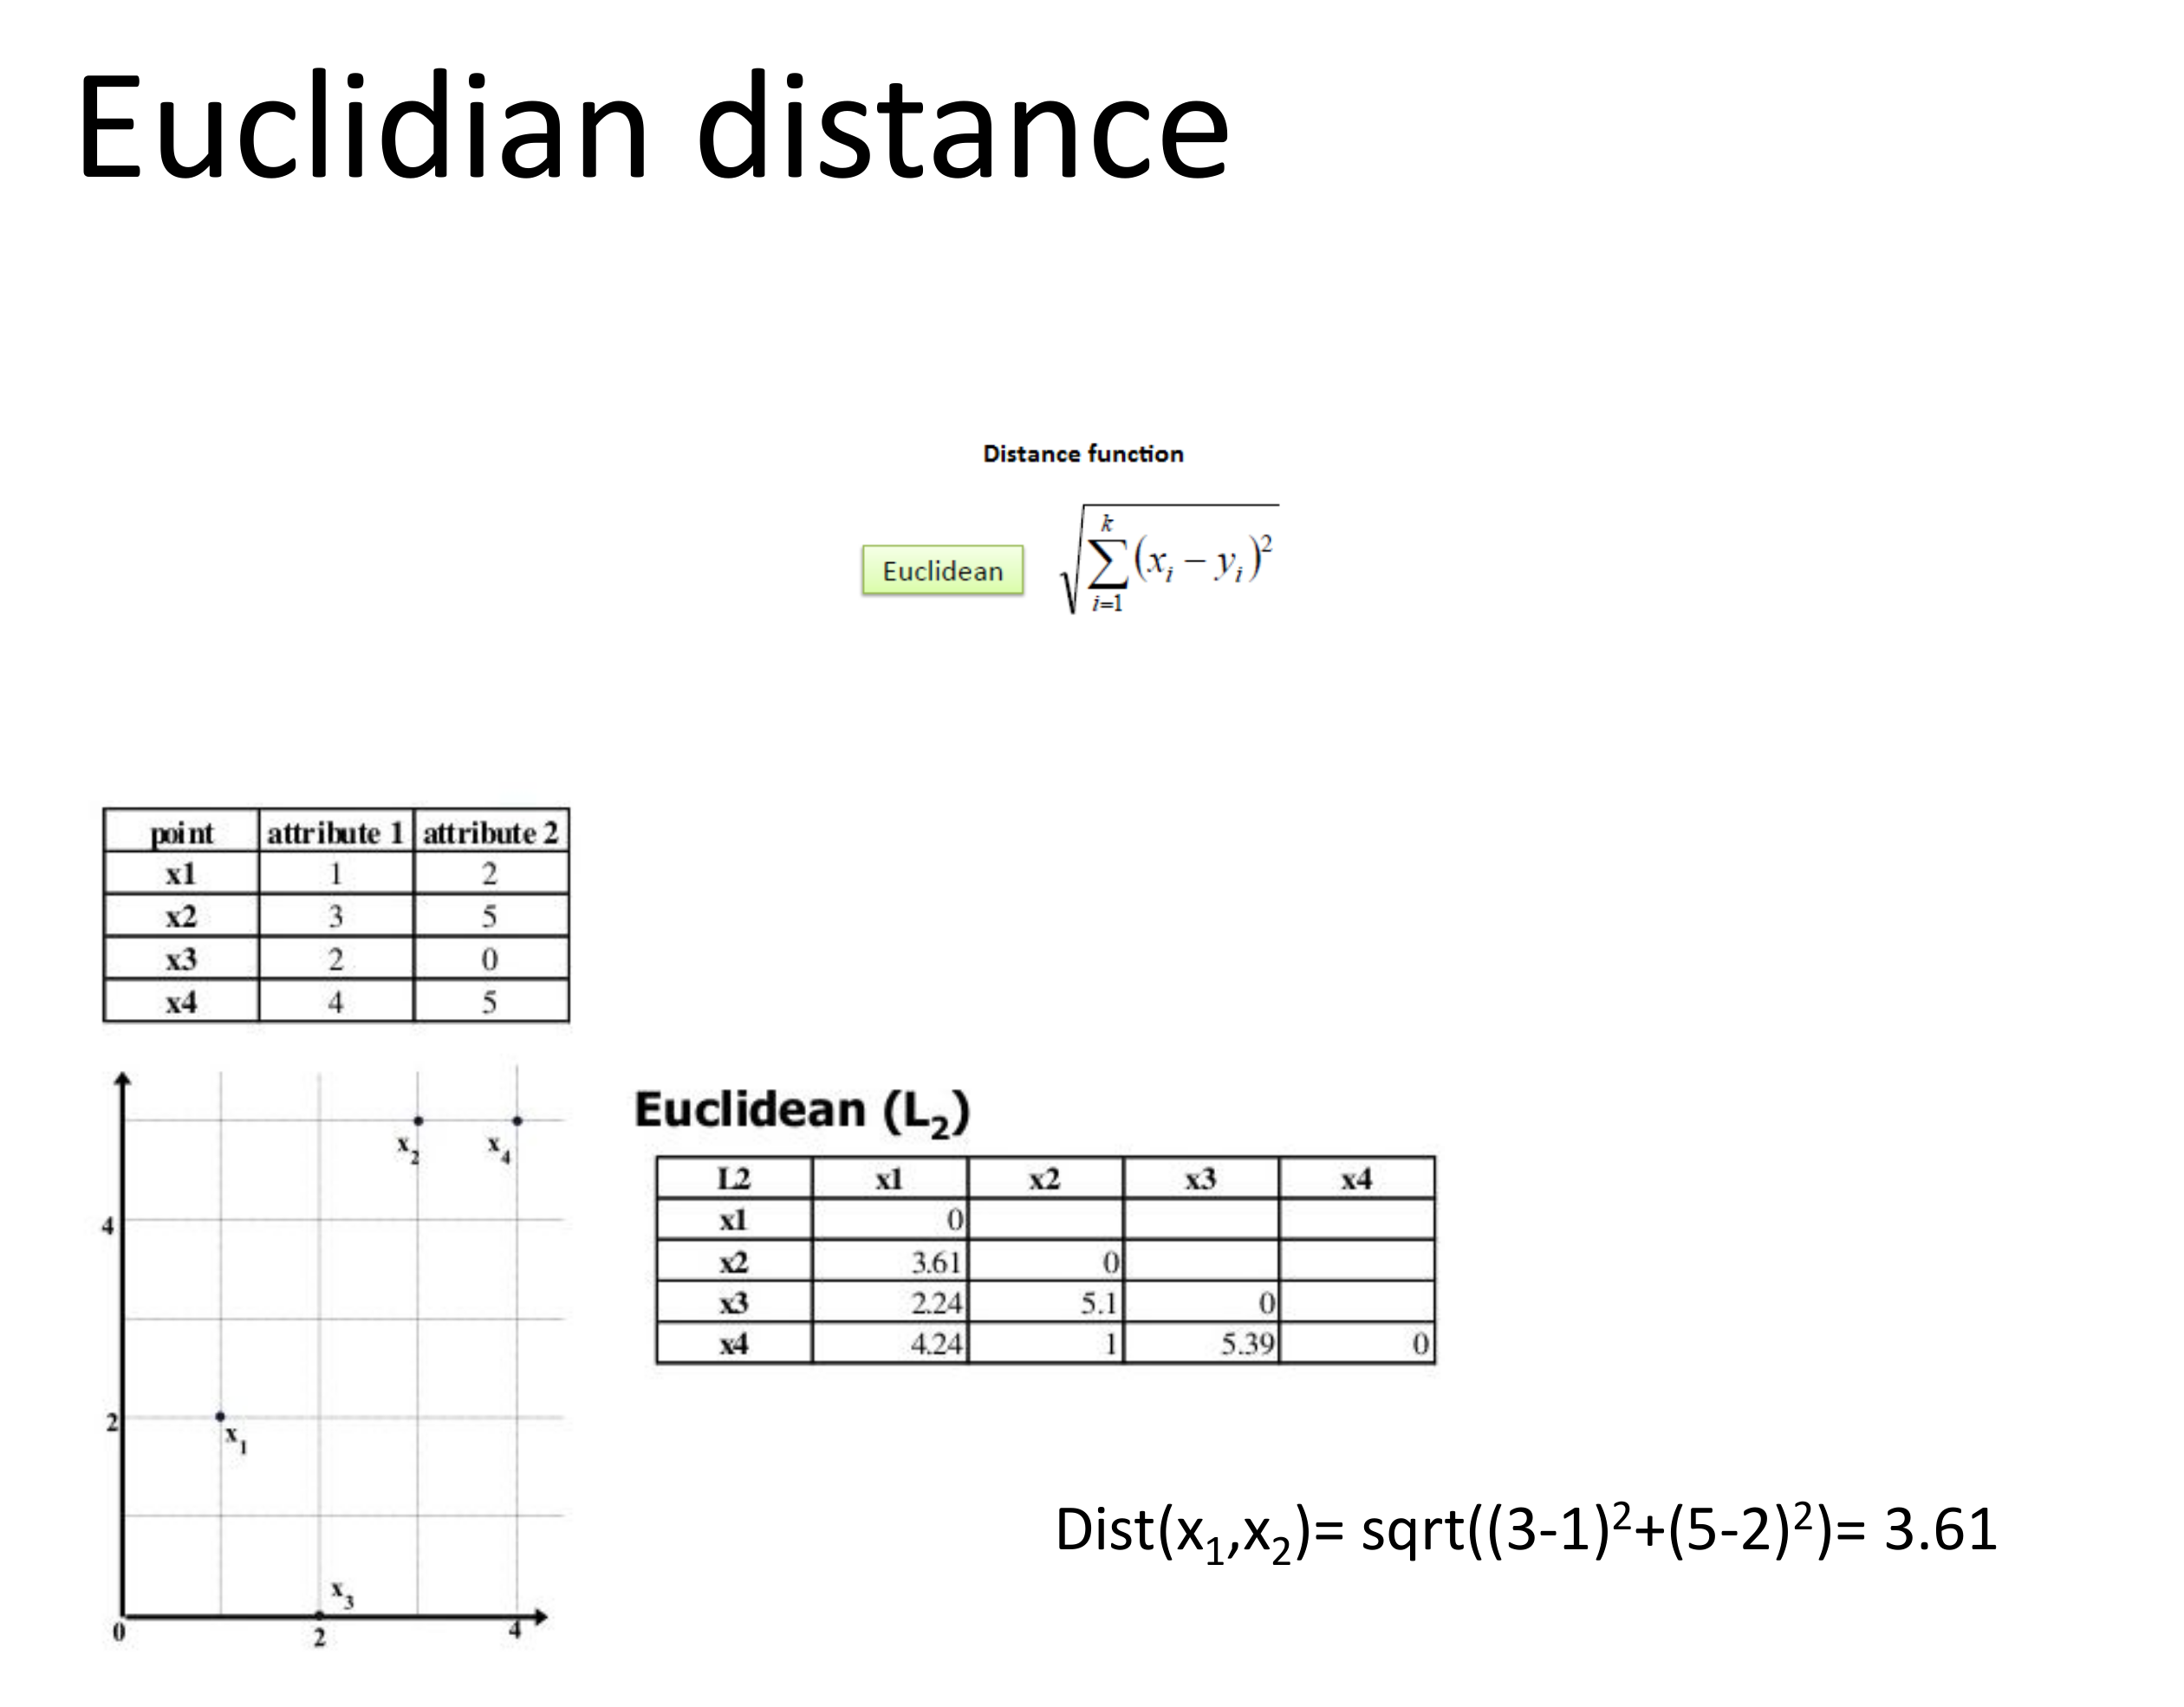 Euclidian distance
Distance function
Euclidean
√ k ∑ i=1 (xᵢ − yᵢ)²
point attribute 1 attribute 2
x1 1 2
x2 3 5
x3 2 0
x4 4 5
x₂ x₄
4
2
x₁
x₃
0 2 4
Euclidean (L₂)
L2 x1 x2 x3 x4
x1 0
x2 3.61 0
x3 2.24 5.1 0
x4 4.24 1 5.39 0
Dist(x₁,x₂)= sqrt((3-1)²+(5-2)²)= 3.61